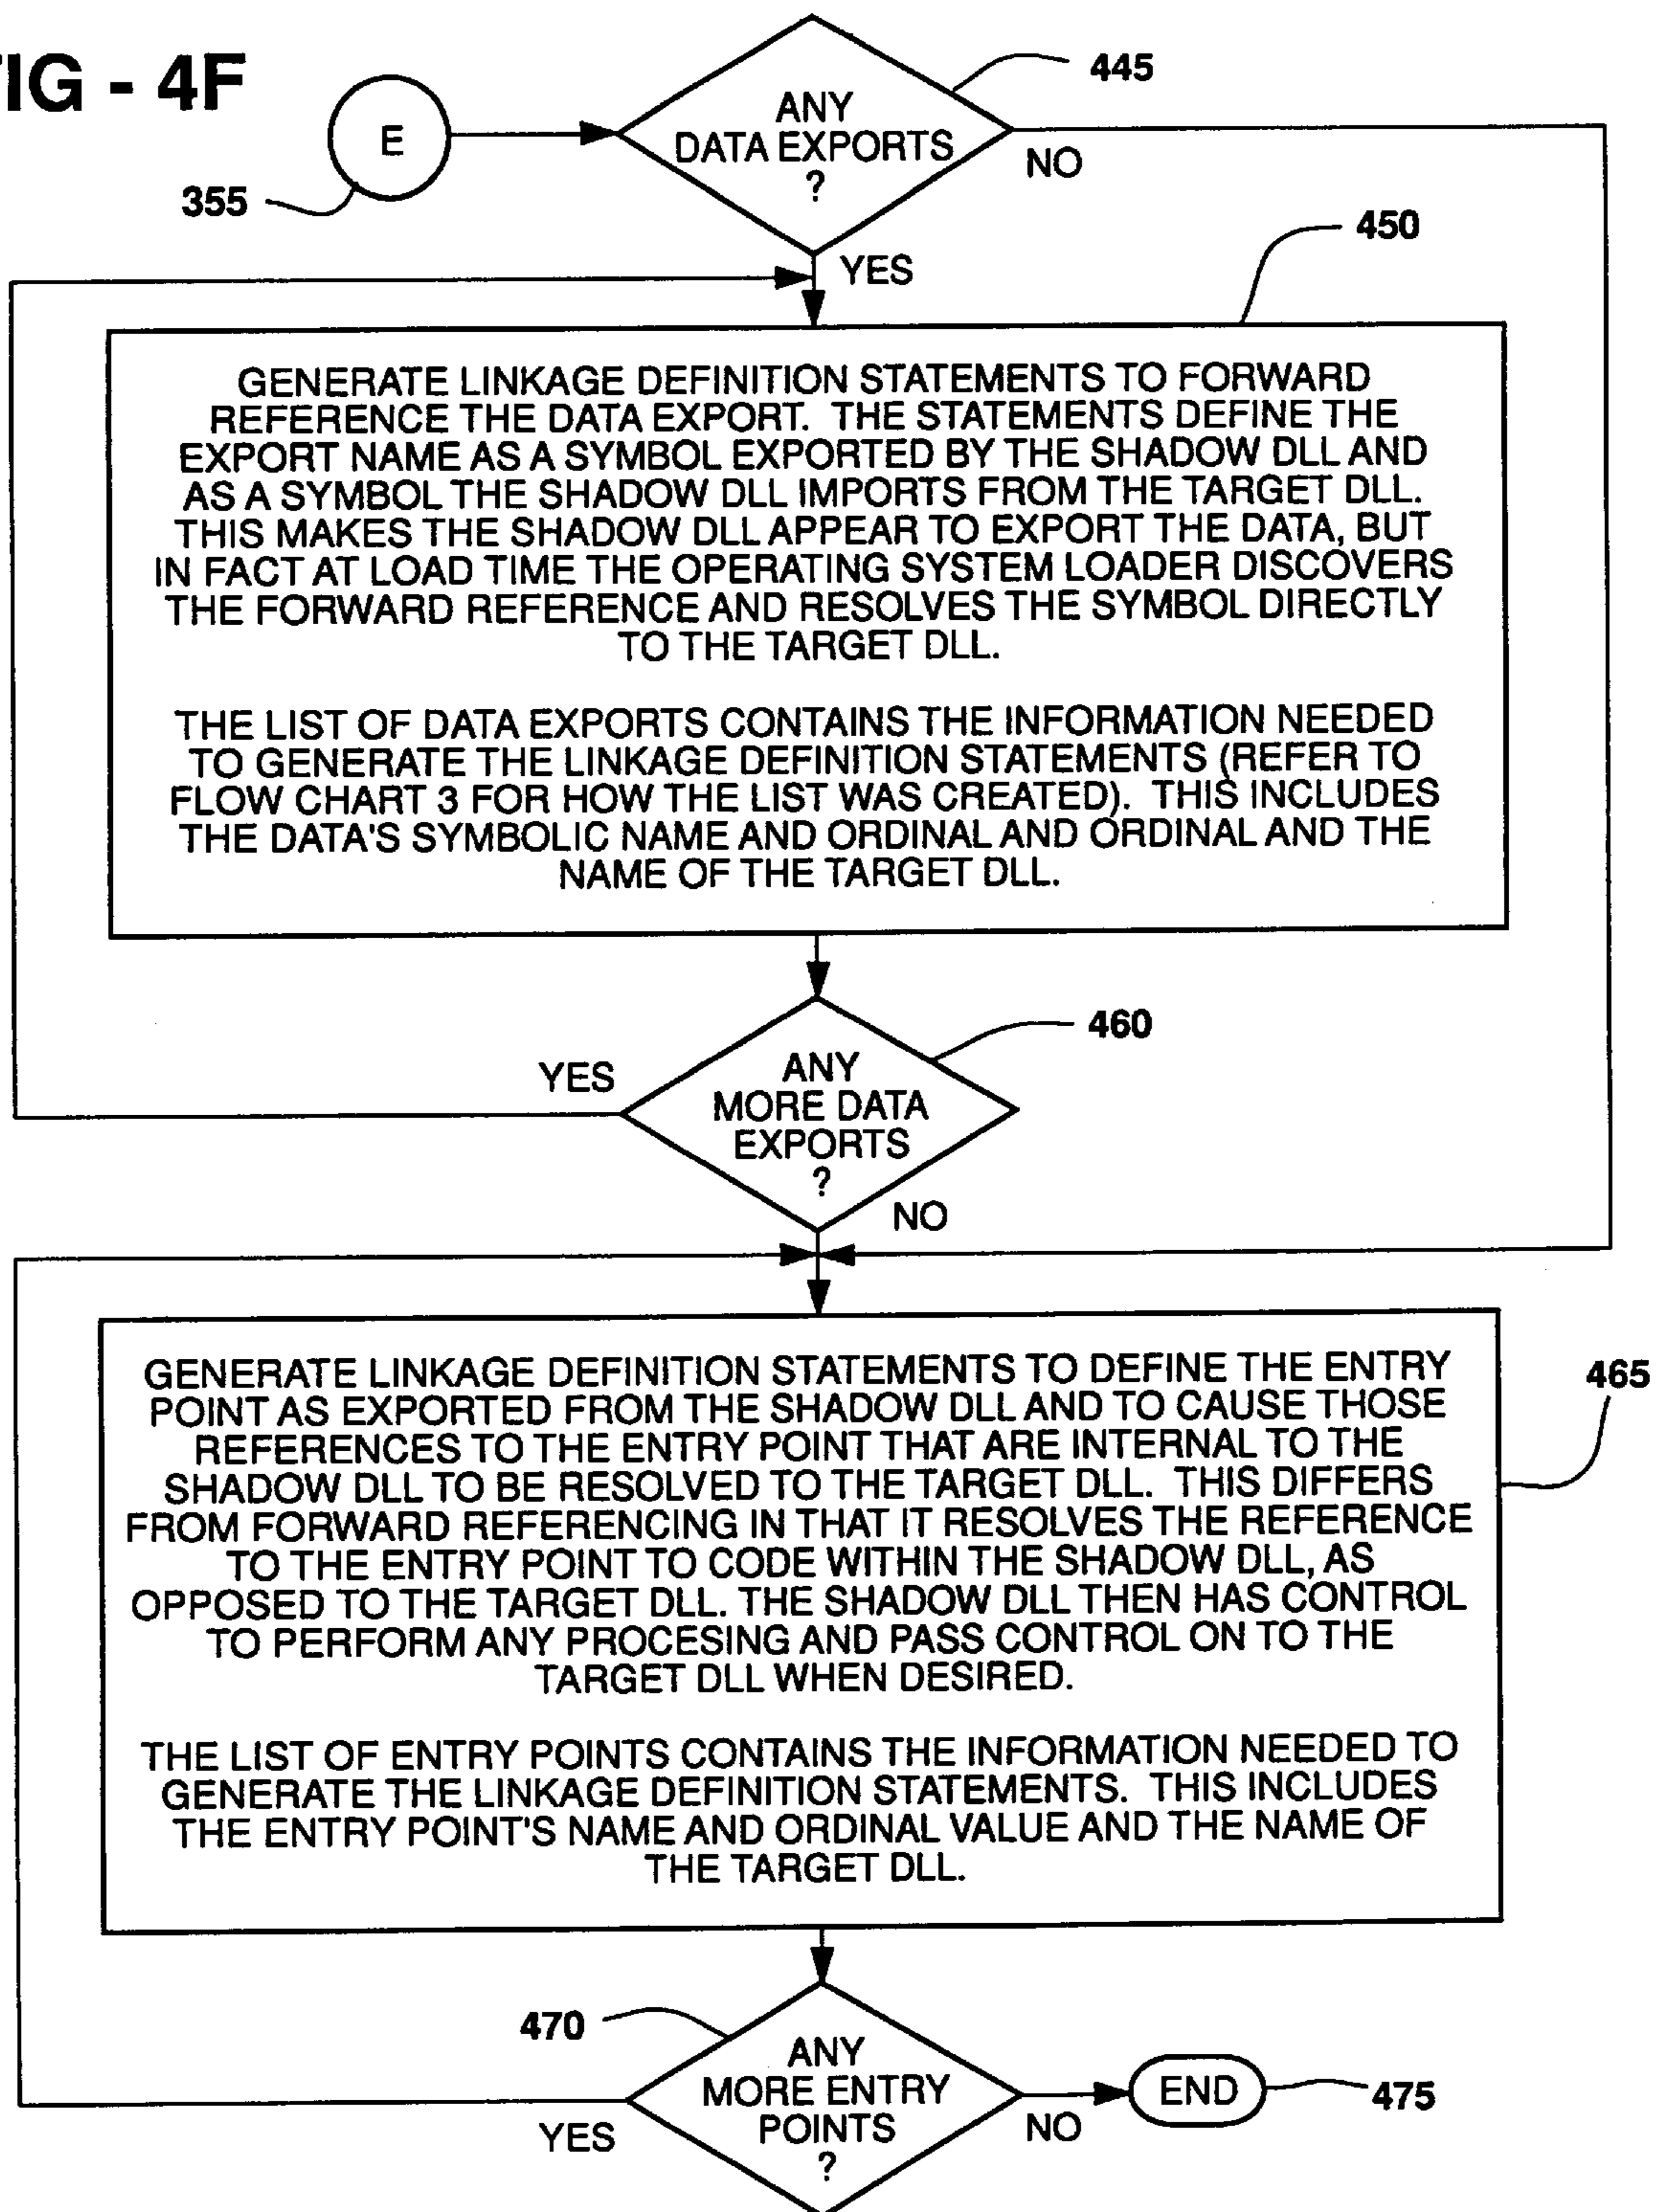 IG - 4F
445
ANY
DATA EXPORTS
?
E
NO
355
450
YES
GENERATE LINKAGE DEFINITION STATEMENTS TO FORWARD
REFERENCE THE DATA EXPORT. THE STATEMENTS DEFINE THE
EXPORT NAME AS A SYMBOL EXPORTED BY THE SHADOW DLL AND
AS A SYMBOL THE SHADOW DLL IMPORTS FROM THE TARGET DLL.
THIS MAKES THE SHADOW DLL APPEAR TO EXPORT THE DATA, BUT
IN FACT AT LOAD TIME THE OPERATING SYSTEM LOADER DISCOVERS
THE FORWARD REFERENCE AND RESOLVES THE SYMBOL DIRECTLY
TO THE TARGET DLL.
THE LIST OF DATA EXPORTS CONTAINS THE INFORMATION NEEDED
TO GENERATE THE LINKAGE DEFINITION STATEMENTS (REFER TO
FLOW CHART 3 FOR HOW THE LIST WAS CREATED). THIS INCLUDES
THE DATA'S SYMBOLIC NAME AND ORDINAL AND ORDINAL AND THE
NAME OF THE TARGET DLL.
460
YES
ANY
MORE DATA
EXPORTS
?
NO
GENERATE LINKAGE DEFINITION STATEMENTS TO DEFINE THE ENTRY
POINT AS EXPORTED FROM THE SHADOW DLL AND TO CAUSE THOSE
REFERENCES TO THE ENTRY POINT THAT ARE INTERNAL TO THE
SHADOW DLL TO BE RESOLVED TO THE TARGET DLL. THIS DIFFERS
FROM FORWARD REFERENCING IN THAT IT RESOLVES THE REFERENCE
TO THE ENTRY POINT TO CODE WITHIN THE SHADOW DLL, AS
OPPOSED TO THE TARGET DLL. THE SHADOW DLL THEN HAS CONTROL
TO PERFORM ANY PROCESING AND PASS CONTROL ON TO THE
TARGET DLL WHEN DESIRED.
THE LIST OF ENTRY POINTS CONTAINS THE INFORMATION NEEDED TO
GENERATE THE LINKAGE DEFINITION STATEMENTS. THIS INCLUDES
THE ENTRY POINT'S NAME AND ORDINAL VALUE AND THE NAME OF
THE TARGET DLL.
465
470
ANY
MORE ENTRY
POINTS
?
YES
NO
END
475